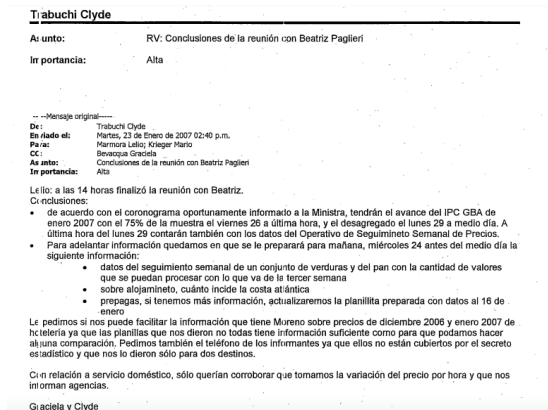 Trabuchi Clyde
Asunto: RV: Conclusiones de la reunión con Beatriz Paglieri
Importancia: Alta
-- --Mensaje original-----
De: Trabuchi Clyde
Enviado el: Martes, 23 de Enero de 2007 02:40 p.m.
Para: Marmora Lelio; Krieger Mario
CC: Bevacqua Graciela
Asunto: Conclusiones de la reunión con Beatriz Paglieri
Importancia: Alta
Lelio: a las 14 horas finalizó la reunión con Beatriz.
Conclusiones:
• de acuerdo con el coronograma oportunamente informado a la Ministra, tendrán el avance del IPC GBA de
enero 2007 con el 75% de la muestra el viernes 26 a última hora, y el desagregado el lunes 29 a medio día. A
última hora del lunes 29 contarán también con los datos del Operativo de Seguimineto Semanal de Precios.
• Para adelantar información quedamos en que se le preparará para mañana, miércoles 24 antes del medio día la
siguiente información:
• datos del seguimiento semanal de un conjunto de verduras y del pan con la cantidad de valores
que se puedan procesar con lo que va de la tercer semana
• sobre alojamineto, cuánto incide la costa atlántica
• prepagas, si tenemos más información, actualizaremos la planillita preparada con datos al 16 de
enero
Le pedimos si nos puede facilitar la información que tiene Moreno sobre precios de diciembre 2006 y enero 2007 de
hotelería ya que las planillas que nos dieron no todas tiene información suficiente como para que podamos hacer
alguna comparación. Pedimos también el teléfono de los informantes ya que ellos no están cubiertos por el secreto
estadístico y que nos lo dieron sólo para dos destinos.
Con relación a servicio doméstico, sólo querían corroborar que tomamos la variación del precio por hora y que nos
informan agencias.
Graciela y Clyde